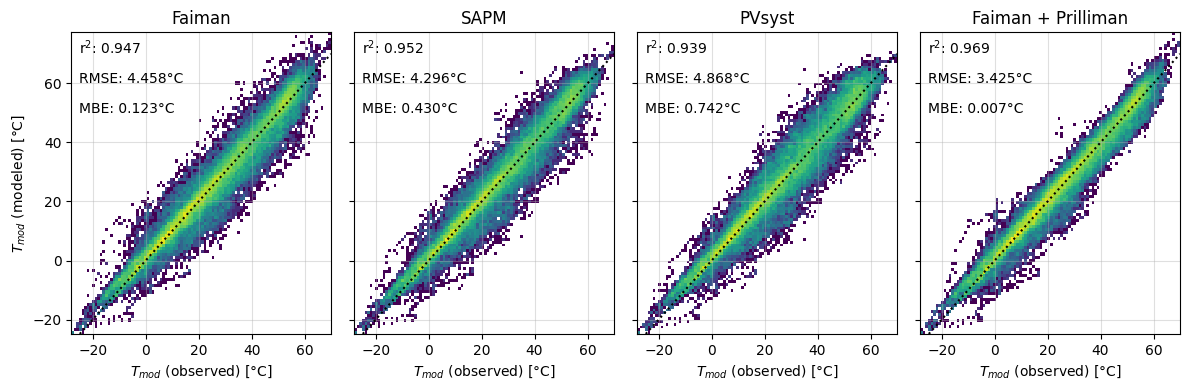 Faiman
SAPM
PVsyst
Faiman + Prilliman
r²: 0.947
RMSE: 4.458°C
MBE: 0.123°C
r²: 0.952
RMSE: 4.296°C
MBE: 0.430°C
r²: 0.939
RMSE: 4.868°C
MBE: 0.742°C
r²: 0.969
RMSE: 3.425°C
MBE: 0.007°C
T_mod (modeled) [°C]
60
40
20
0
−20
−20 0 20 40 60
−20 0 20 40 60
−20 0 20 40 60
−20 0 20 40 60
T_mod (observed) [°C]
T_mod (observed) [°C]
T_mod (observed) [°C]
T_mod (observed) [°C]